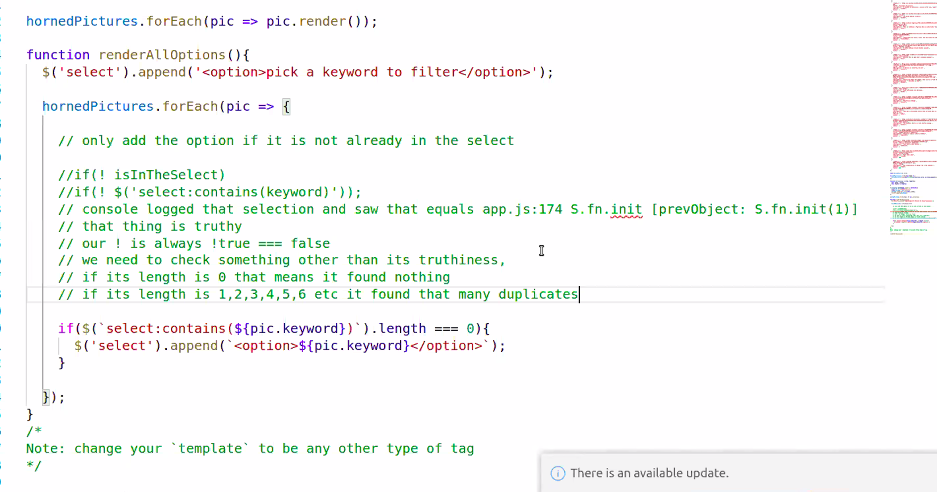 hornedPictures.forEach(pic => pic.render());
function renderAllOptions(){
$('select').append('<option>pick a keyword to filter</option>');
hornedPictures.forEach(pic => {
// only add the option if it is not already in the select
//if(! isInTheSelect)
//if(! $('select:contains(keyword)'));
// console logged that selection and saw that equals app.js:174 S.fn.init [prevObject: S.fn.init(1)]
// that thing is truthy
// our ! is always !true === false
// we need to check something other than its truthiness,
// if its length is 0 that means it found nothing
// if its length is 1,2,3,4,5,6 etc it found that many duplicates
if($(`select:contains(${pic.keyword})`).length === 0){
$('select').append(`<option>${pic.keyword}</option>`);
}
});
}
/*
Note: change your `template` to be any other type of tag
*/
There is an available update.